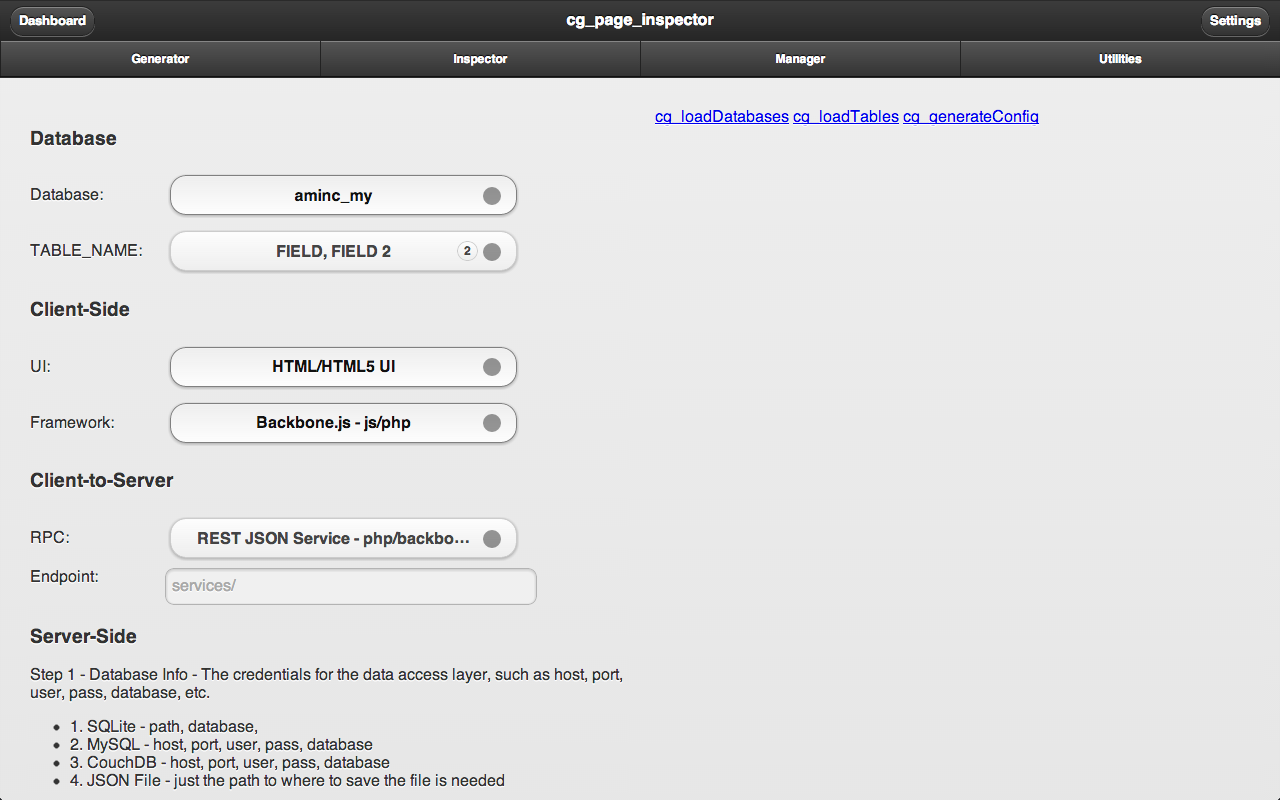 Dashboard
cg_page_inspector
Settings
Generator
Inspector
Manager
Utilities
cg_loadDatabases cg_loadTables cg_generateConfig
Database
Database:
aminc_my
TABLE_NAME:
FIELD, FIELD 2
2
Client-Side
UI:
HTML/HTML5 UI
Framework:
Backbone.js - js/php
Client-to-Server
RPC:
REST JSON Service - php/backbo...
Endpoint:
services/
Server-Side
Step 1 - Database Info - The credentials for the data access layer, such as host, port,
user, pass, database, etc.
• 1. SQLite - path, database,
• 2. MySQL - host, port, user, pass, database
• 3. CouchDB - host, port, user, pass, database
• 4. JSON File - just the path to where to save the file is needed